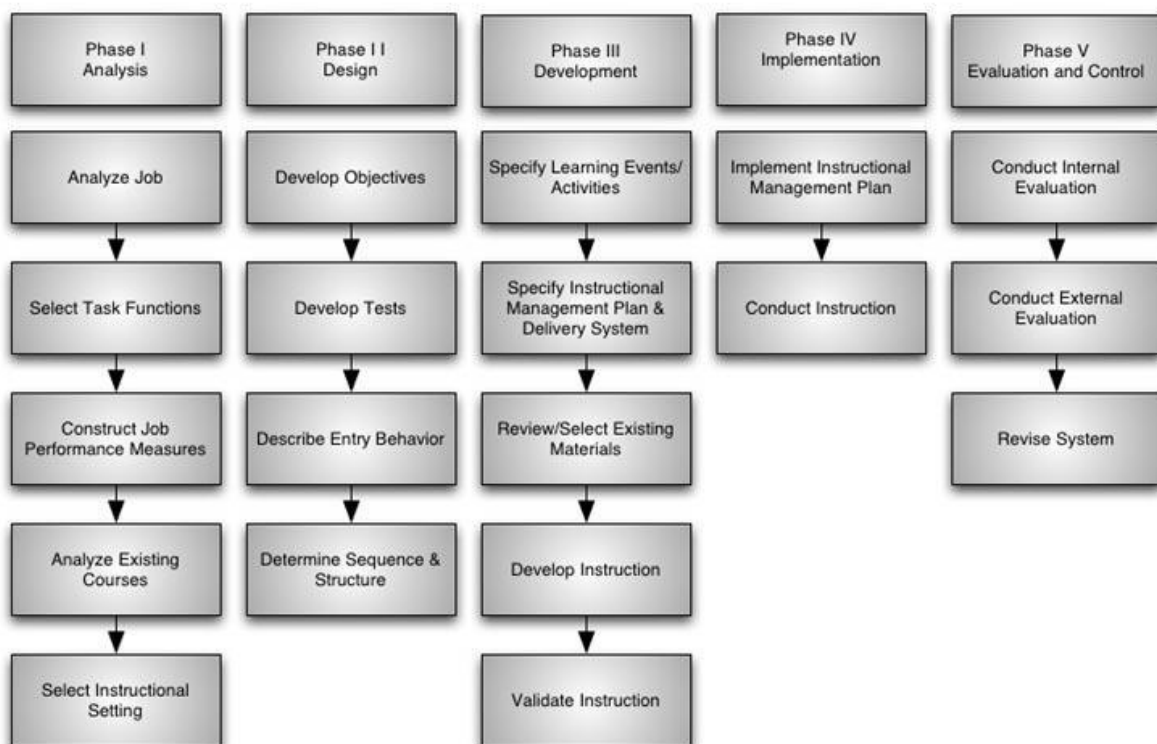 Phase I
Analysis
Phase I I
Design
Phase III
Development
Phase IV
Implementation
Phase V
Evaluation and Control
Analyze Job
Develop Objectives
Specify Learning Events/
Activities
Implement Instructional
Management Plan
Conduct Internal
Evaluation
Select Task Functions
Develop Tests
Specify Instructional
Management Plan &
Delivery System
Conduct Instruction
Conduct External
Evaluation
Construct Job
Performance Measures
Describe Entry Behavior
Review/Select Existing
Materials
Revise System
Analyze Existing
Courses
Determine Sequence &
Structure
Develop Instruction
Select Instructional
Setting
Validate Instruction